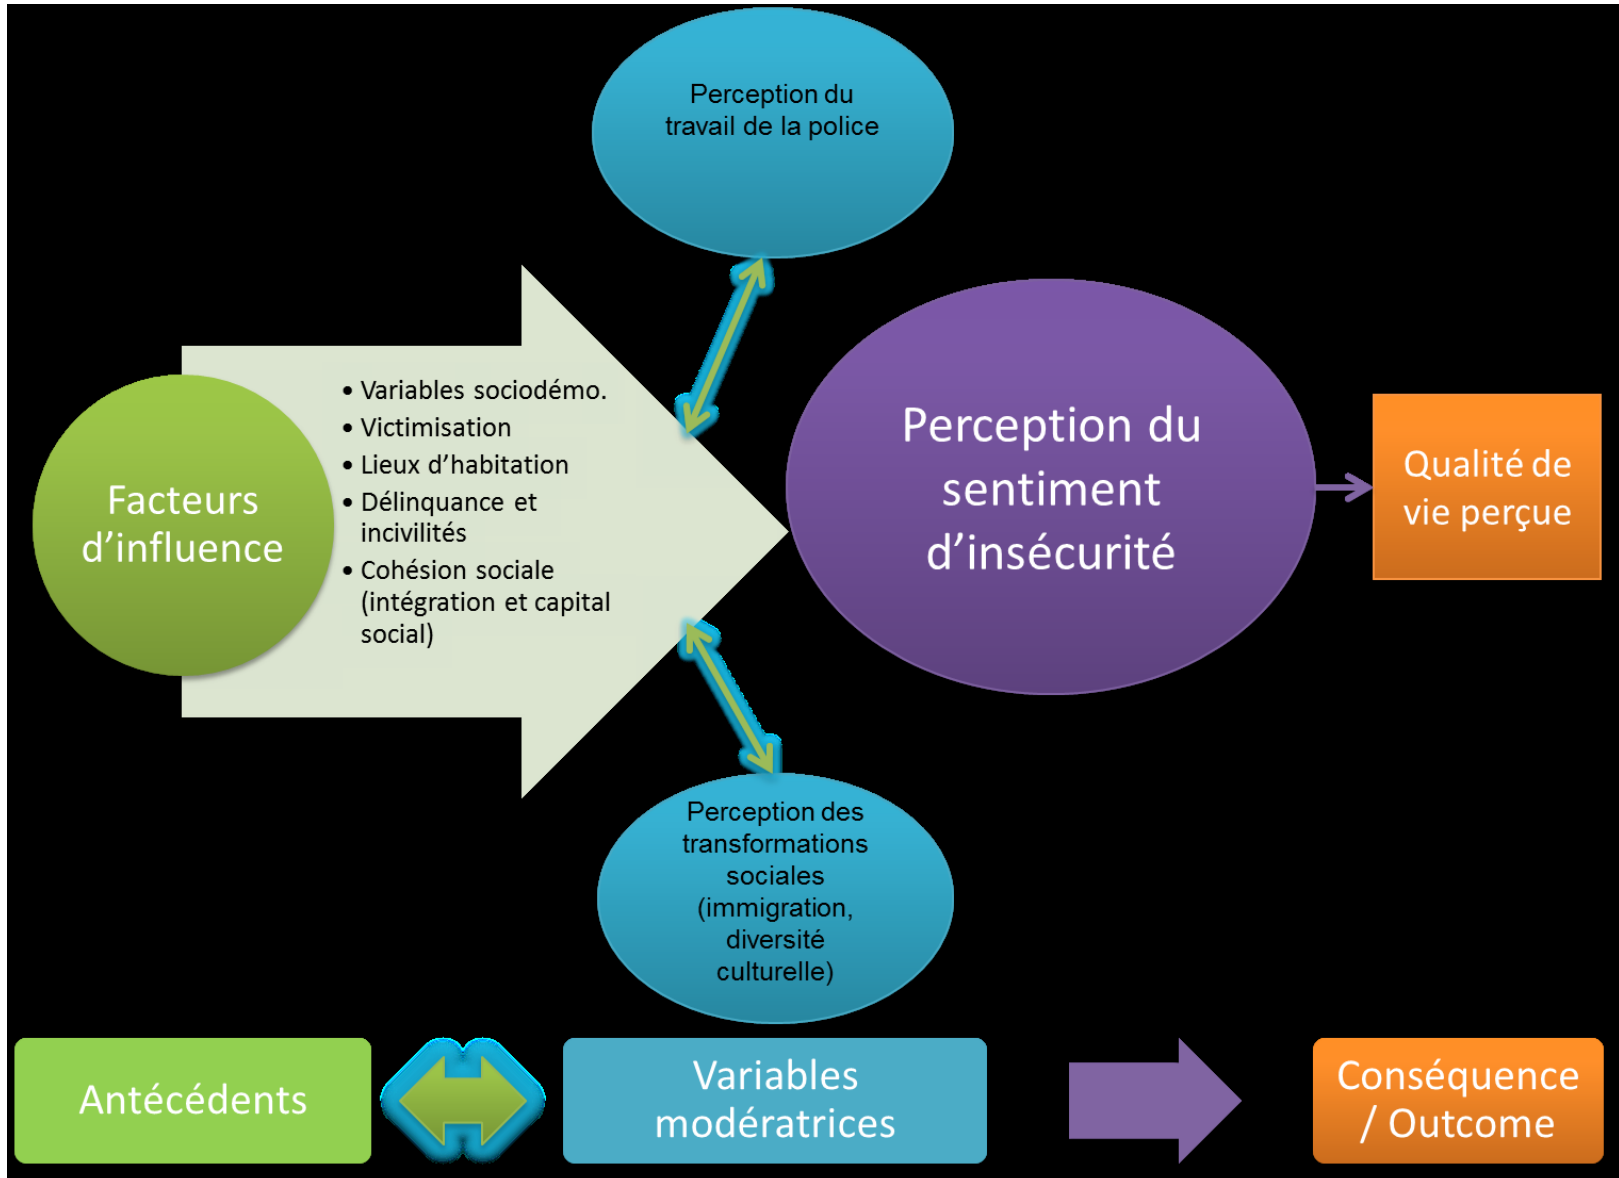 Perception du
travail de la police
Facteurs
d’influence
• Variables sociodémo.
• Victimisation
• Lieux d’habitation
• Délinquance et
incivilités
• Cohésion sociale
(intégration et capital
social)
Perception du
sentiment
d’insécurité
Qualité de
vie perçue
Perception des
transformations
sociales
(immigration,
diversité
culturelle)
Antécédents
Variables
modératrices
Conséquence
/ Outcome